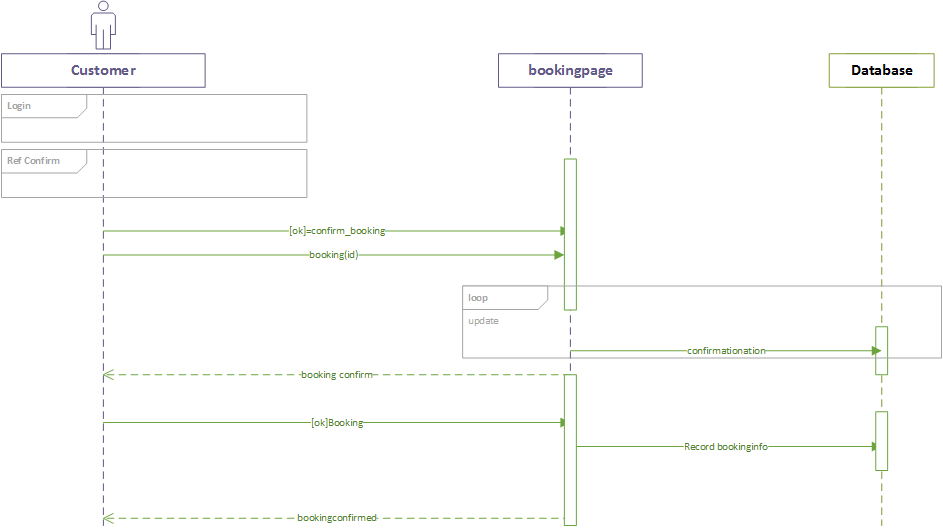 Customer
bookingpage
Database
Login
Ref Confirm
[ok]=confirm_booking
booking(id)
loop
update
confirmationation
booking confirm
[ok]Booking
Record bookinginfo
bookingconfirmed